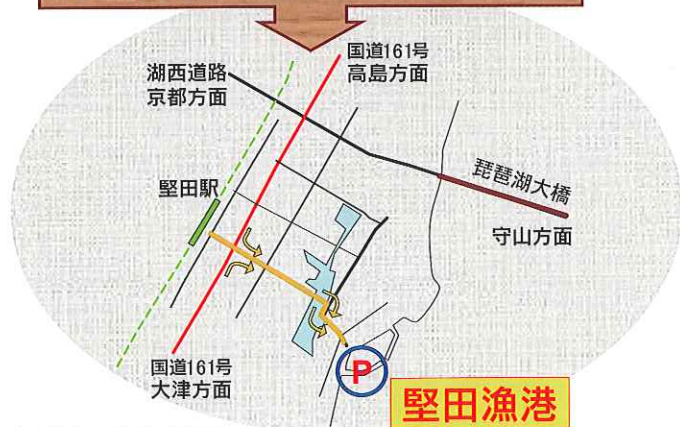 国道161号
高島方面
湖西道路
京都方面
琵琶湖大橋
堅田駅
守山方面
国道161号
大津方面
P
堅田漁港